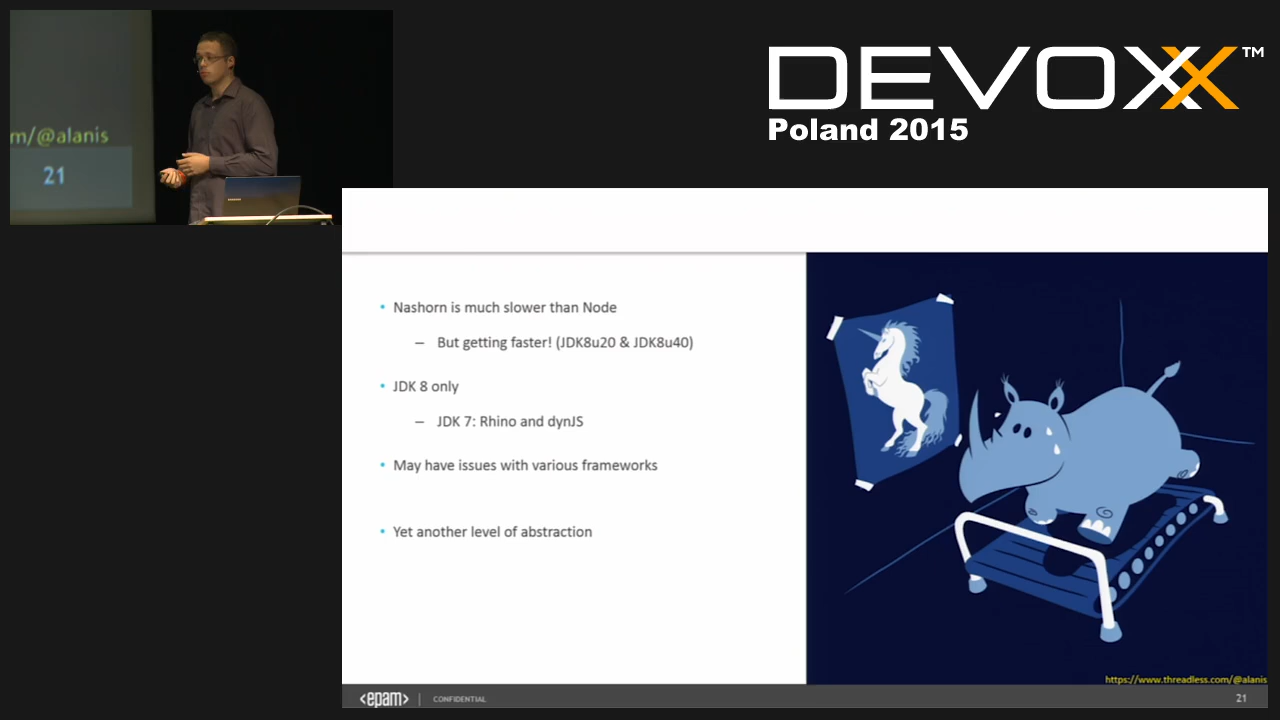 m/@alanis
21
DEVOXX™
Poland 2015
• Nashorn is much slower than Node
– But getting faster! (JDK8u20 & JDK8u40)
• JDK 8 only
– JDK 7: Rhino and dynJS
• May have issues with various frameworks
• Yet another level of abstraction
https://www.threadless.com/@alanis
<epam> | CONFIDENTIAL
21